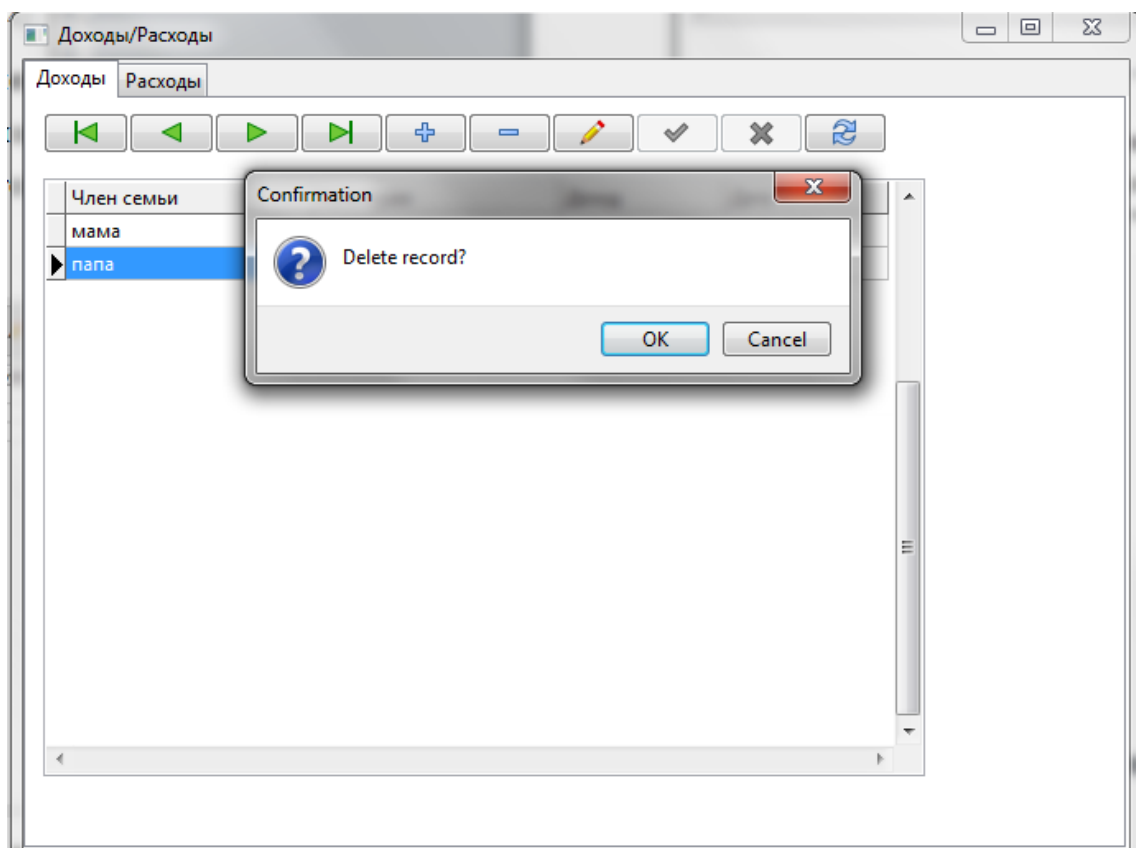 Доходы/Расходы
Доходы Расходы
Член семьи
мама
папа
Confirmation
Delete record?
OK Cancel